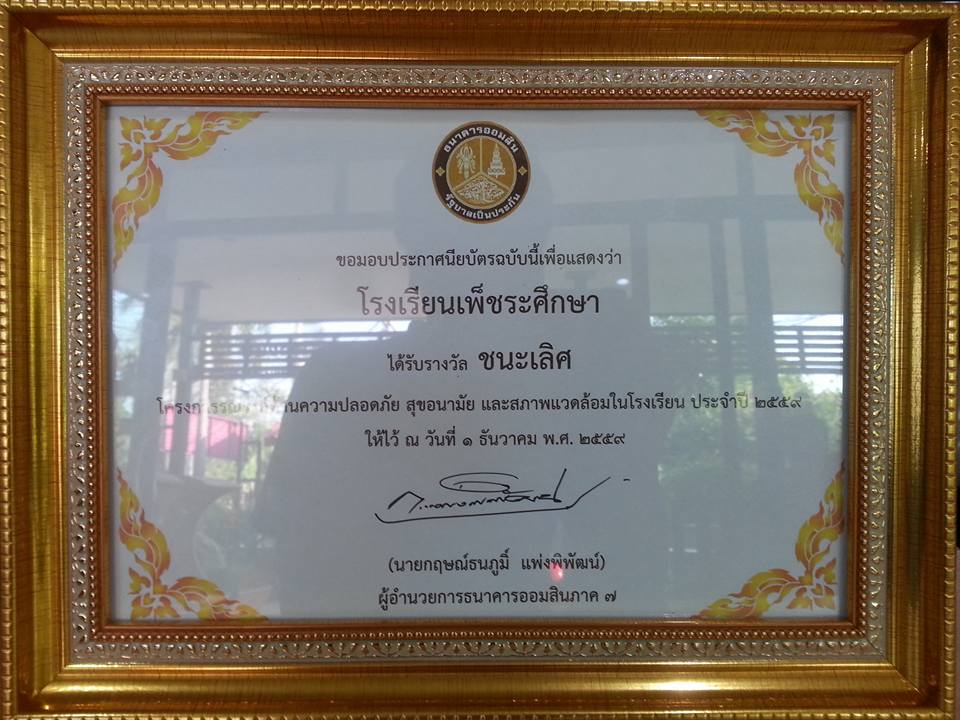 ธนาคารออมสิน
รัฐบาลเป็นประกัน
ขอมอบประกาศนียบัตรฉบับนี้เพื่อแสดงว่า
โรงเรียนเพ็ชระศึกษา
ได้รับรางวัล ชนะเลิศ
ความปลอดภัย สุขอนามัย และสภาพแวดล้อมในโรงเรียน ประจำปี ๒๕๕๙
ให้ไว้ ณ วันที่ ๑ ธันวาคม พ.ศ. ๒๕๕๙
(นายกฤษณ์ธนภูมิ์ แพ่งพิพัฒน์)
ผู้อำนวยการธนาคารออมสินภาค ๗